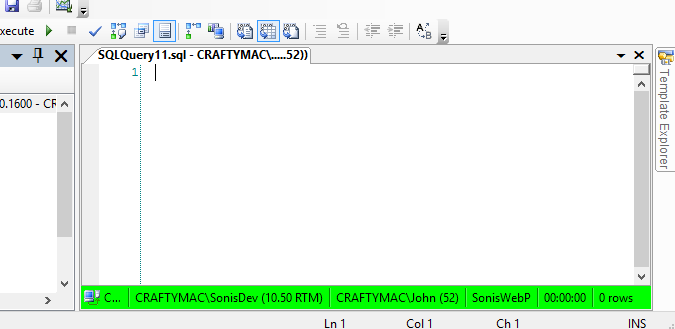 xecute
SQLQuery11.sql - CRAFTYMAC\.....52))
0.1600 - CR
1
Template Explorer
C... CRAFTYMAC\SonisDev (10.50 RTM) CRAFTYMAC\John (52) SonisWebP 00:00:00 0 rows
Ln 1 Col 1 Ch 1 INS